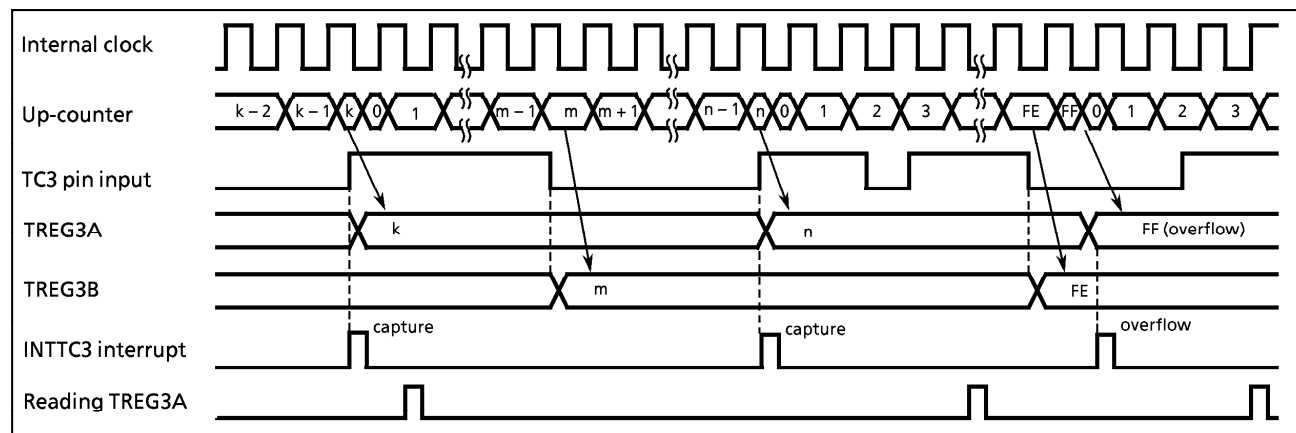 Internal clock
Up-counter k – 2 k – 1 k 0 1 m – 1 m m + 1 n – 1 n 0 1 2 3 FE FF 0 1 2 3
TC3 pin input
TREG3A k n FF (overflow)
TREG3B m FE
INTTC3 interrupt capture capture overflow
Reading TREG3A